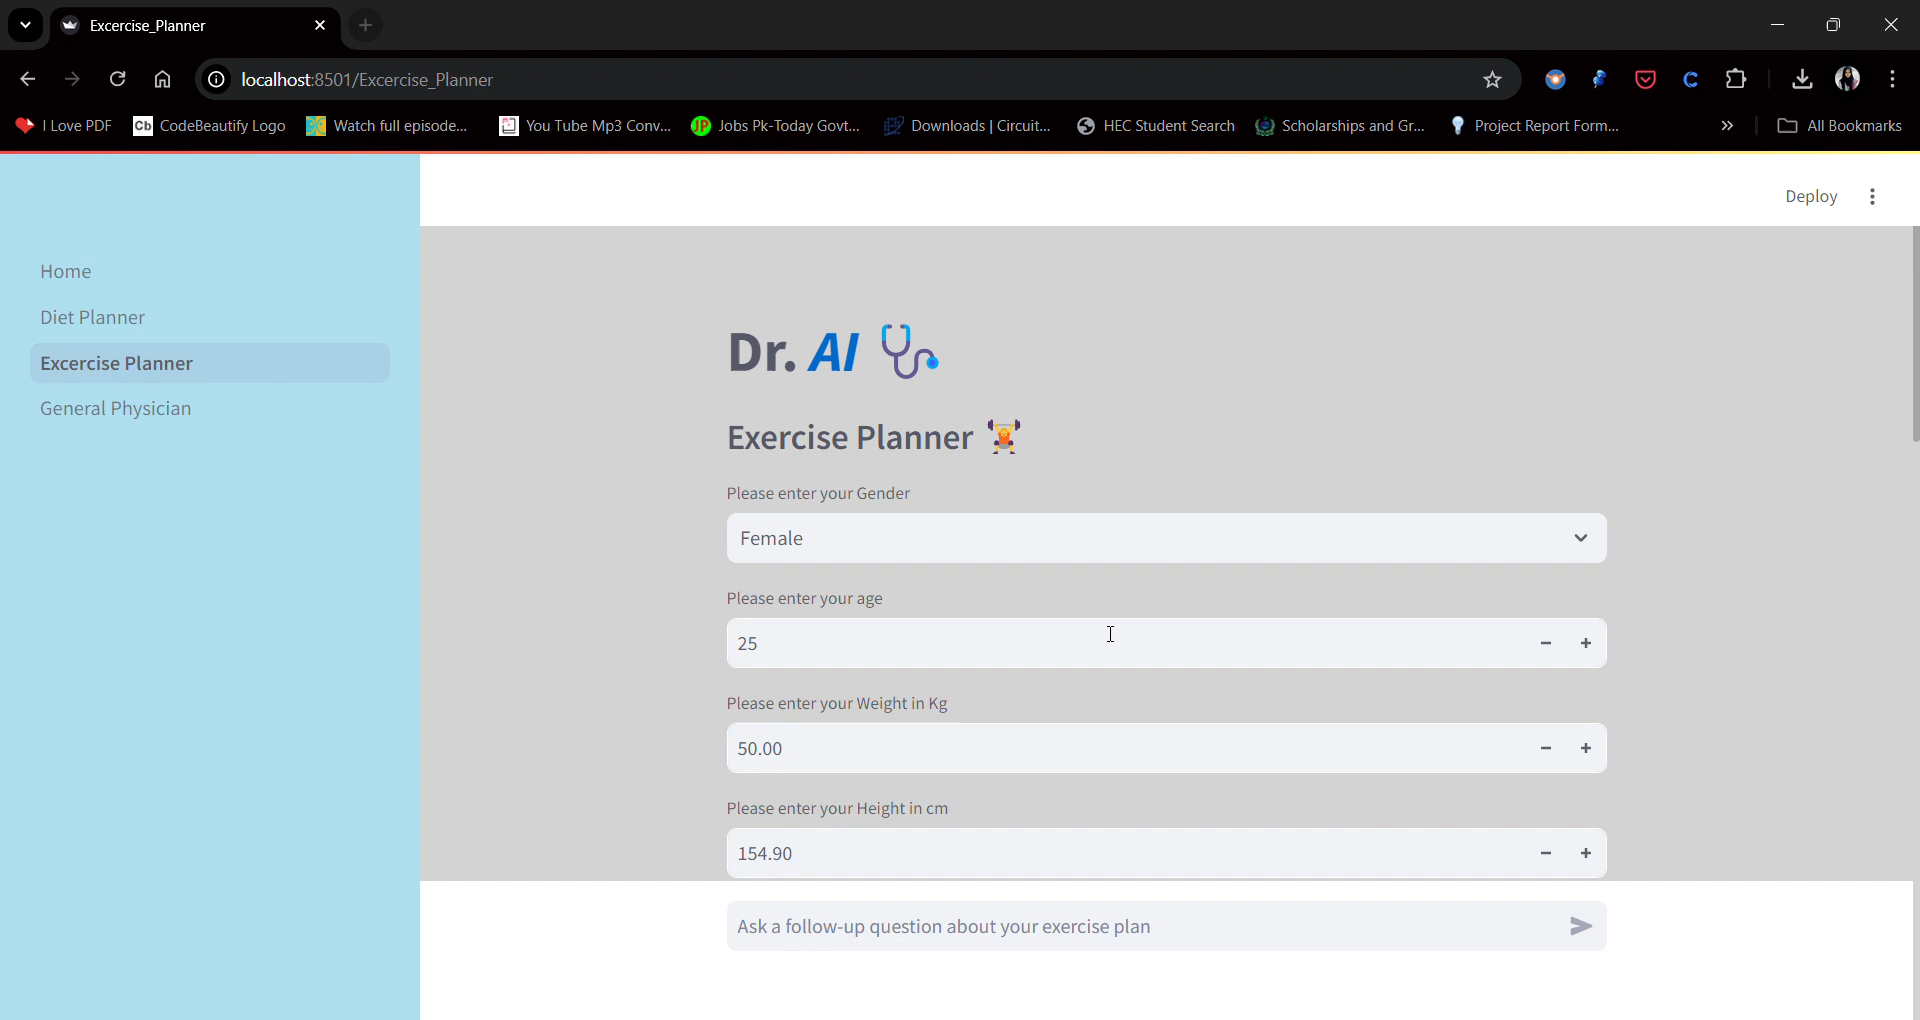 Excercise_Planner
localhost:8501/Excercise_Planner
I Love PDF
Cb CodeBeautify Logo
Watch full episode...
You Tube Mp3 Conv...
JP Jobs Pk-Today Govt...
Downloads | Circuit...
HEC Student Search
Scholarships and Gr...
Project Report Form...
All Bookmarks
Deploy
Home
Diet Planner
Excercise Planner
General Physician
Dr. AI
Exercise Planner
Please enter your Gender
Female
Please enter your age
25
Please enter your Weight in Kg
50.00
Please enter your Height in cm
154.90
Ask a follow-up question about your exercise plan